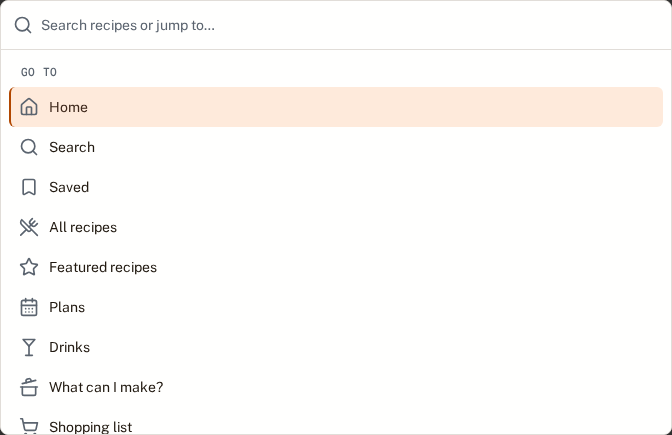 Search recipes or jump to...
GO TO
Home
Search
Saved
All recipes
Featured recipes
Plans
Drinks
What can I make?
Shopping list